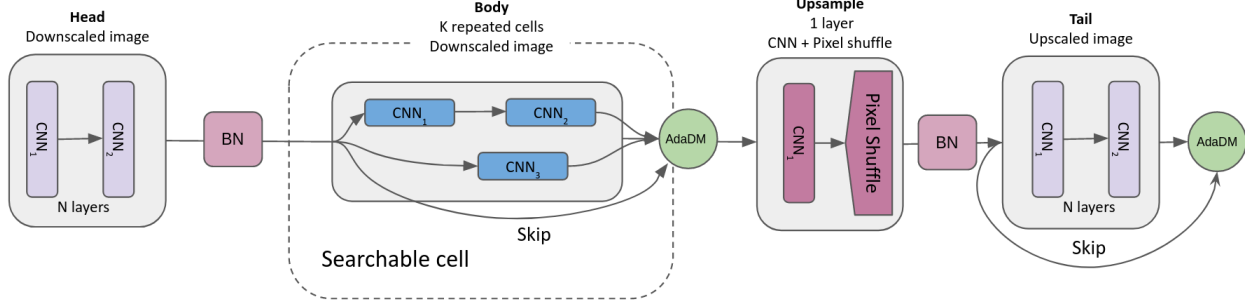 Head
Downscaled image
CNN1
CNN2
N layers
BN
Body
K repeated cells
Downscaled image
CNN1
CNN2
CNN3
Skip
Searchable cell
AdaDM
Upsample
1 layer
CNN + Pixel shuffle
CNN1
Pixel Shuffle
BN
Tail
Upscaled image
CNN1
CNN2
N layers
Skip
AdaDM